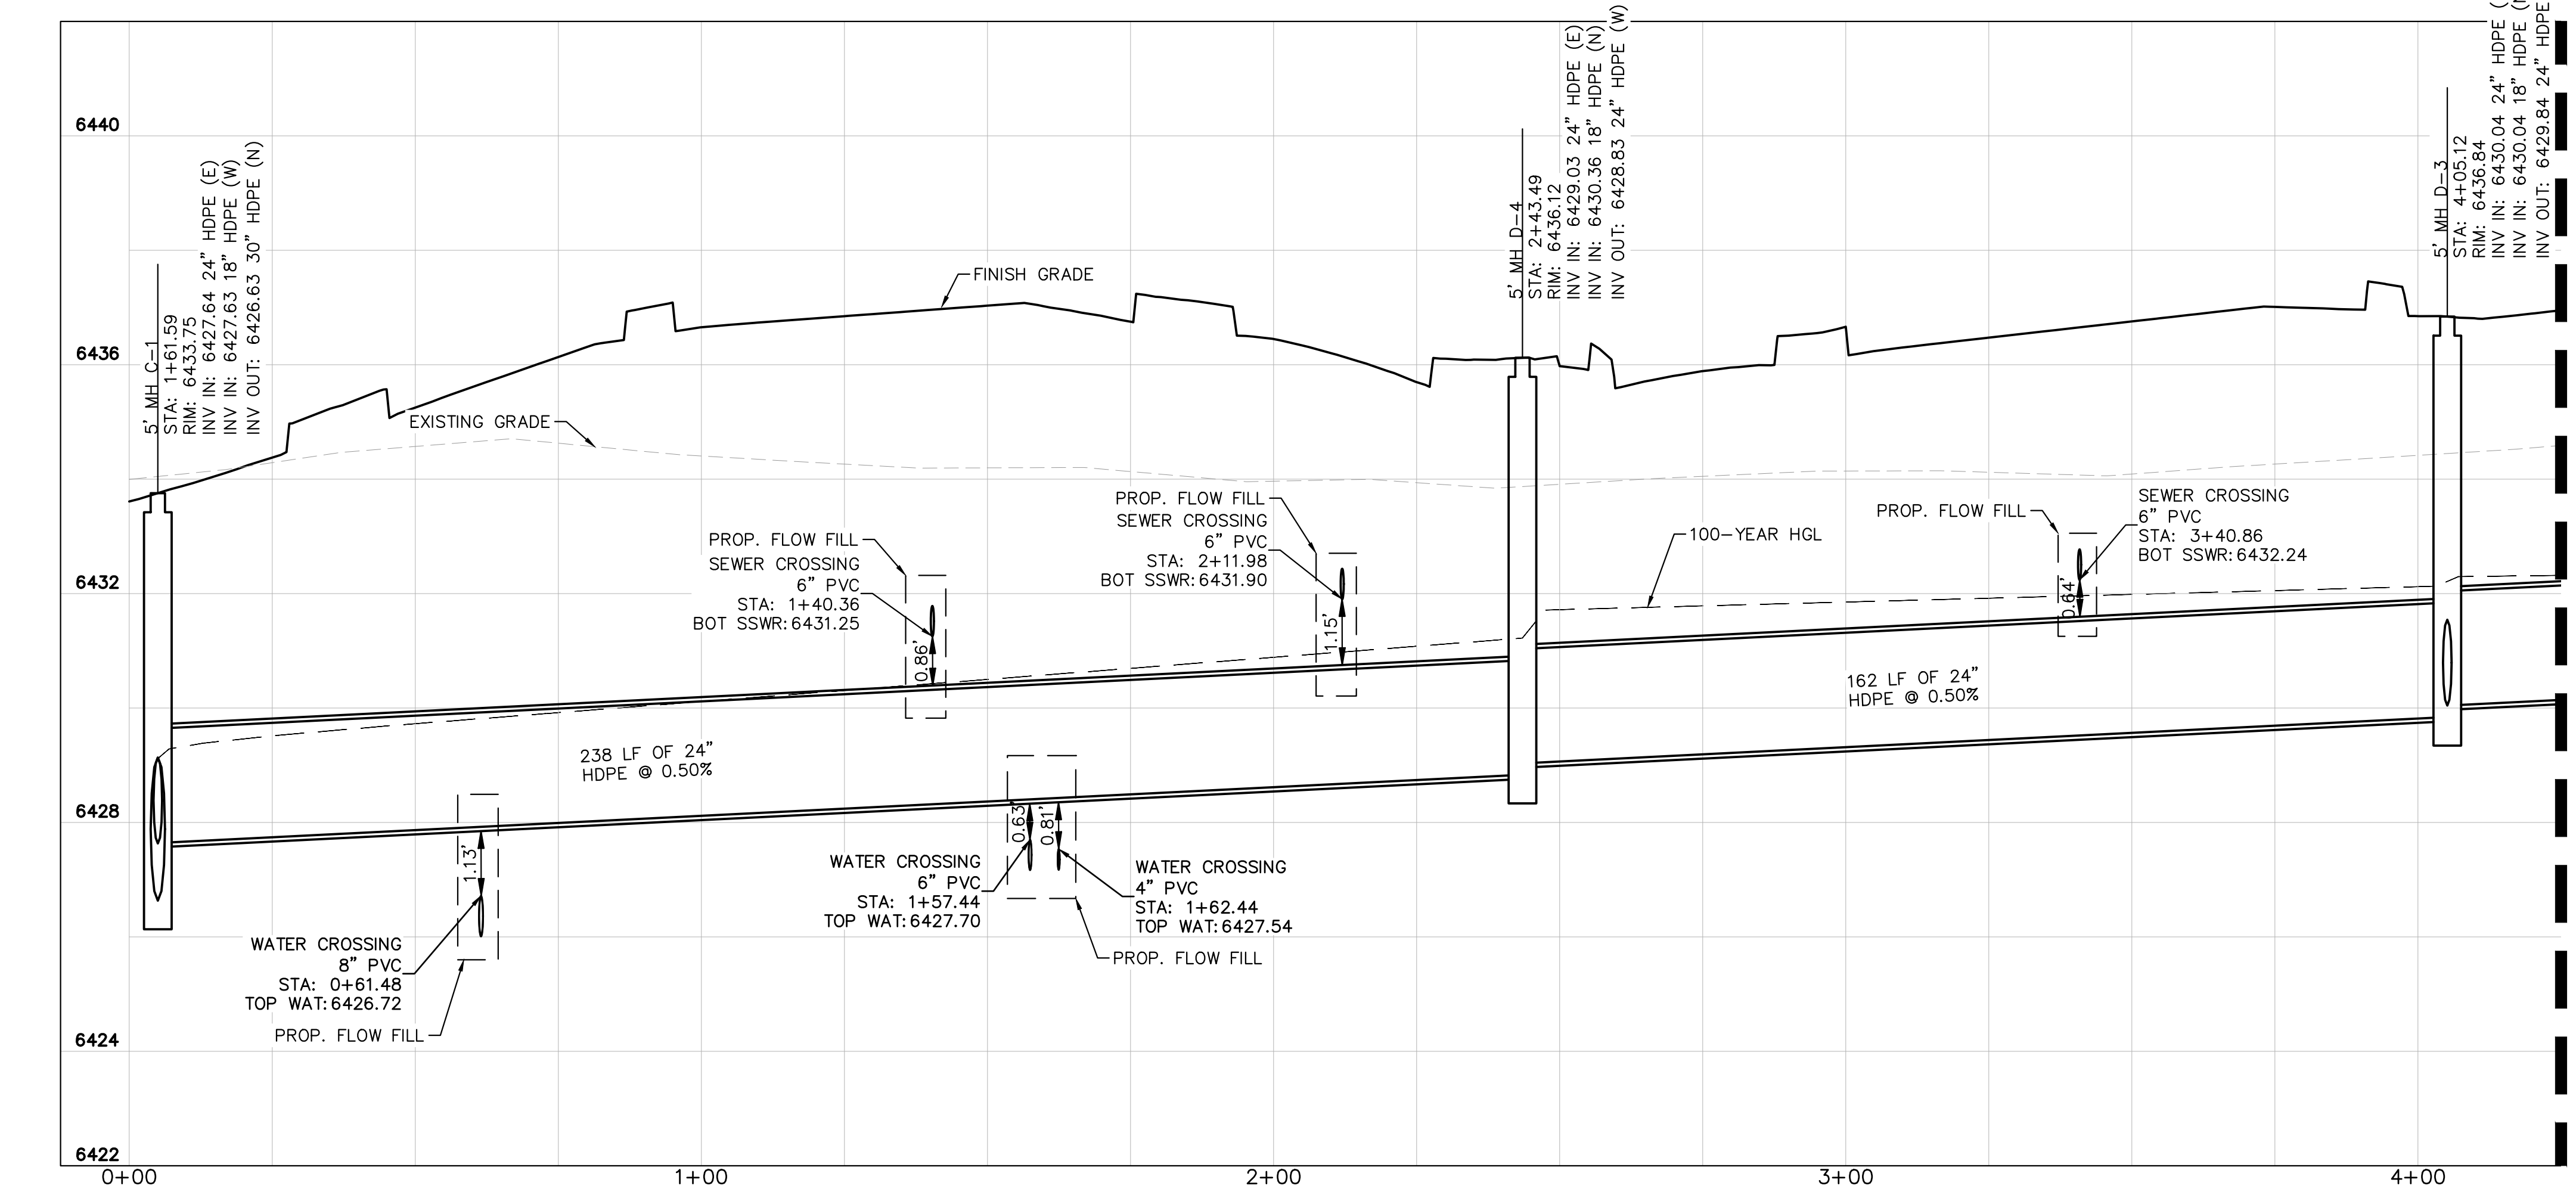 6440
6436
6432
6428
6424
6422
0+00
1+00
2+00
3+00
4+00
5' MH C-1
STA: 1+61.59
RIM: 6433.75
INV IN: 6427.64 24" HDPE (E)
INV IN: 6427.63 18" HDPE (W)
INV OUT: 6426.63 30" HDPE (N)
EXISTING GRADE
FINISH GRADE
5' MH D-4
STA: 2+43.49
RIM: 6436.12
INV IN: 6429.03 24" HDPE (E)
INV IN: 6430.36 18" HDPE (N)
INV OUT: 6428.83 24" HDPE (W)
5' MH D-3
STA: 4+05.12
RIM: 6436.84
INV IN: 6430.04 24" HDPE
INV IN: 6430.04 18" HDPE
INV OUT: 6429.84 24" HDPE
PROP. FLOW FILL
SEWER CROSSING
6" PVC
STA: 1+40.36
BOT SSWR:6431.25
0.86'
PROP. FLOW FILL
SEWER CROSSING
6" PVC
STA: 2+11.98
BOT SSWR:6431.90
1.15'
100-YEAR HGL
PROP. FLOW FILL
SEWER CROSSING
6" PVC
STA: 3+40.86
BOT SSWR:6432.24
0.64'
238 LF OF 24"
HDPE @ 0.50%
162 LF OF 24"
HDPE @ 0.50%
1.13'
WATER CROSSING
8" PVC
STA: 0+61.48
TOP WAT:6426.72
PROP. FLOW FILL
0.63'
0.81'
WATER CROSSING
6" PVC
STA: 1+57.44
TOP WAT:6427.70
WATER CROSSING
4" PVC
STA: 1+62.44
TOP WAT:6427.54
PROP. FLOW FILL